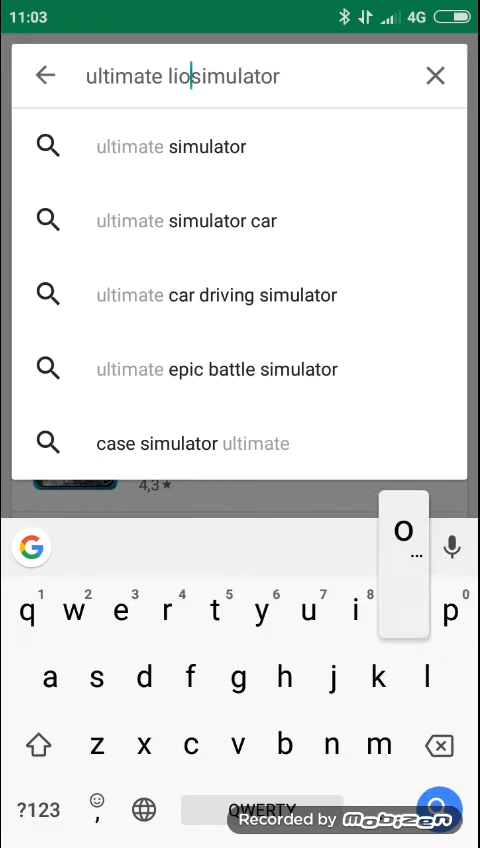 11:03
4G
ultimate liosimulator
ultimate simulator
ultimate simulator car
ultimate car driving simulator
ultimate epic battle simulator
case simulator ultimate
4,3★
o
...
1 2 3 4 5 6 7 8 0
q w e r t y u i p
a s d f g h j k l
z x c v b n m
?123 , QWERTY
Recorded by mobizen